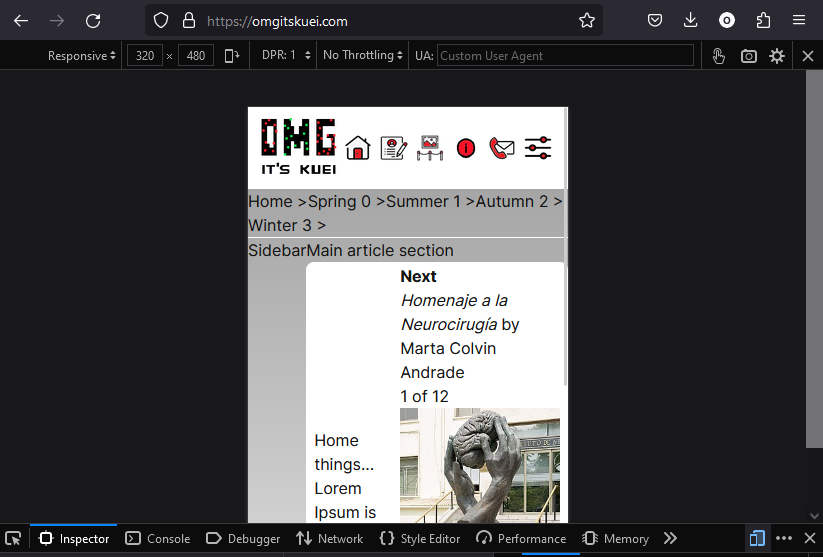 https://omgitskuei.com
Responsive 320 × 480 DPR: 1 No Throttling UA: Custom User Agent
OMG
IT'S KUEI
Home >Spring 0 >Summer 1 >Autumn 2 >
Winter 3 >
SidebarMain article section
Next
Homenaje a la
Neurocirugía by
Marta Colvin
Andrade
1 of 12
Home
things...
Lorem
Ipsum is
Inspector Console Debugger Network Style Editor Performance Memory